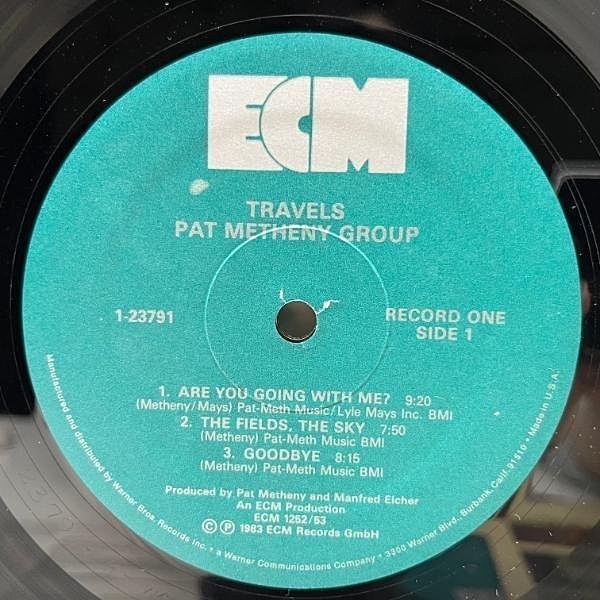 ECM
TRAVELS
PAT METHENY GROUP
1-23791
RECORD ONE
SIDE 1
1. ARE YOU GOING WITH ME? 9:20
(Metheny/Mays) Pat-Meth Music/Lyle Mays Inc. BMI
2. THE FIELDS, THE SKY 7:50
(Metheny) Pat-Meth Music BMI
3. GOODBYE 8:15
(Metheny) Pat-Meth Music BMI
Produced by Pat Metheny and Manfred Eicher
An ECM Production
ECM 1252/53
© ℗ 1983 ECM Records GmbH
Manufactured and distributed by Warner Bros. Records Inc. • a Warner Communications Company • 3300 Warner Blvd., Burbank, Calif. 91510 • Made in U.S.A.